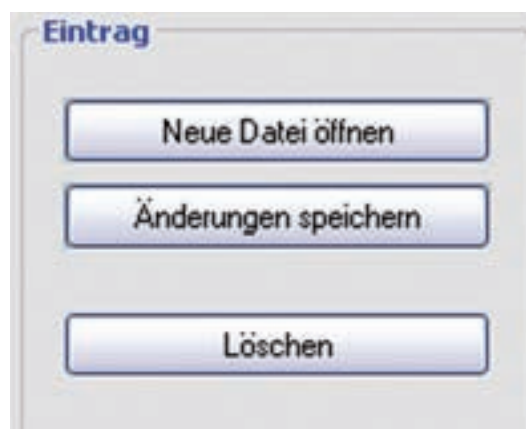 Eintrag
Neue Datei öffnen
Änderungen speichern
Löschen